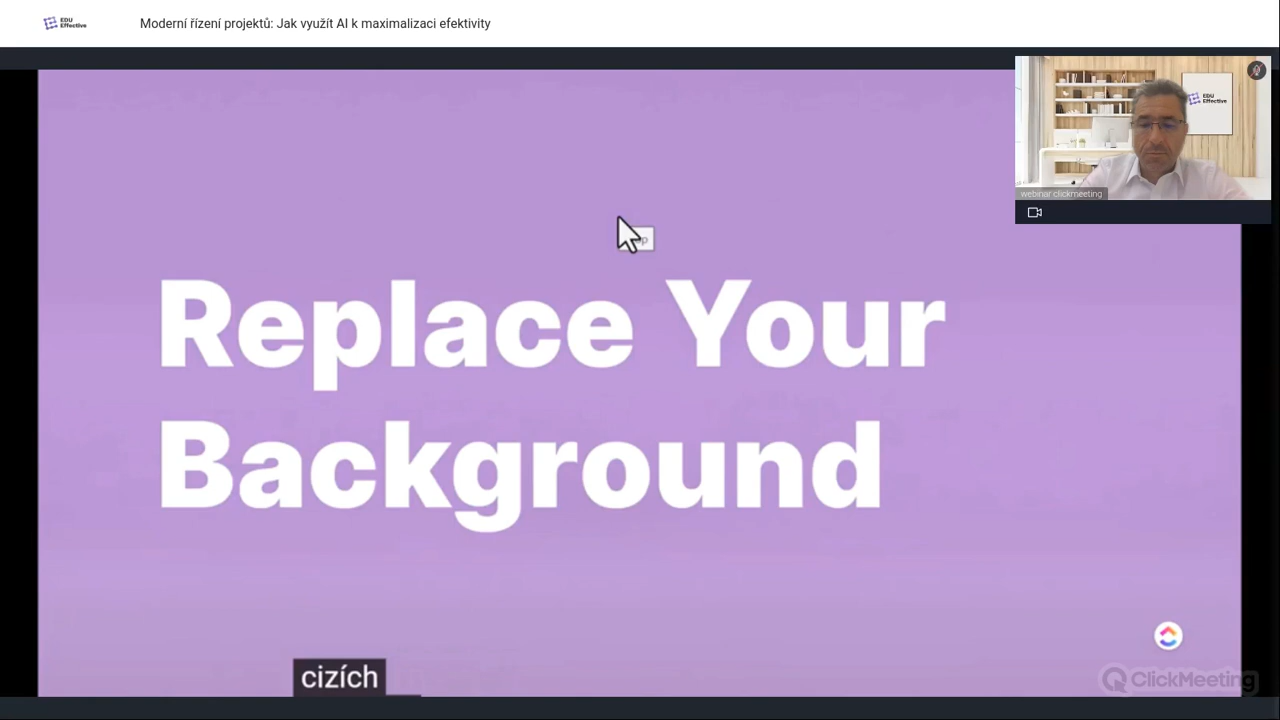 EDU
Effective
Moderní řízení projektů: Jak využít AI k maximalizaci efektivity
EDU
Effective
webinar clickmeeting
Replace Your
Background
cizích
ClickMeeting